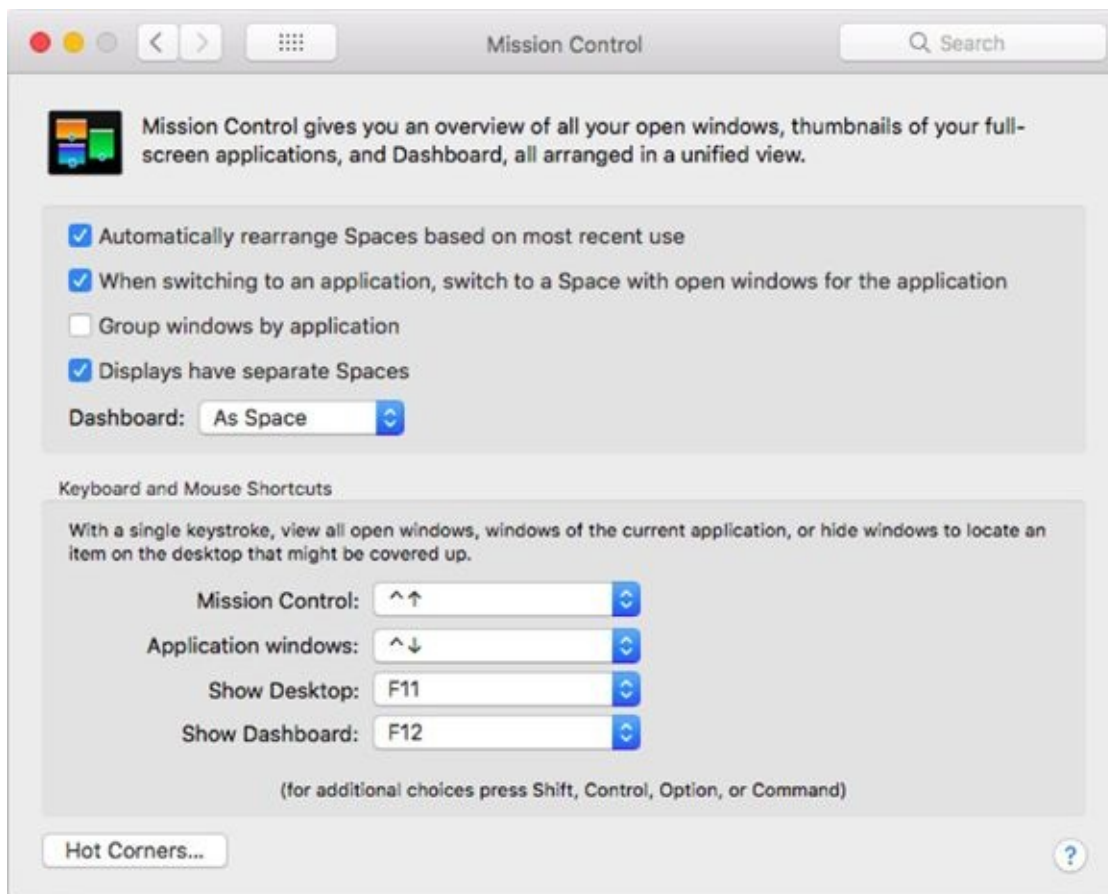 Mission Control
Search
Mission Control gives you an overview of all your open windows, thumbnails of your full-
screen applications, and Dashboard, all arranged in a unified view.
Automatically rearrange Spaces based on most recent use
When switching to an application, switch to a Space with open windows for the application
Group windows by application
Displays have separate Spaces
Dashboard: As Space
Keyboard and Mouse Shortcuts
With a single keystroke, view all open windows, windows of the current application, or hide windows to locate an
item on the desktop that might be covered up.
Mission Control: ^↑
Application windows: ^↓
Show Desktop: F11
Show Dashboard: F12
(for additional choices press Shift, Control, Option, or Command)
Hot Corners...
?